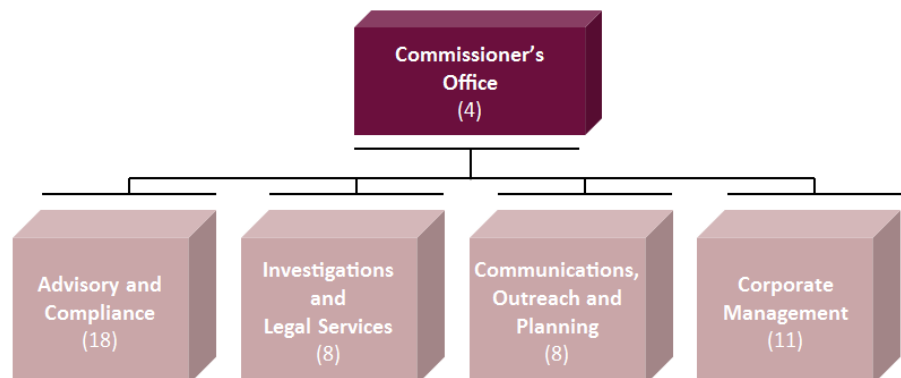 Commissioner's
Office
(4)
Advisory and
Compliance
(18)
Investigations
and
Legal Services
(8)
Communications,
Outreach and
Planning
(8)
Corporate
Management
(11)